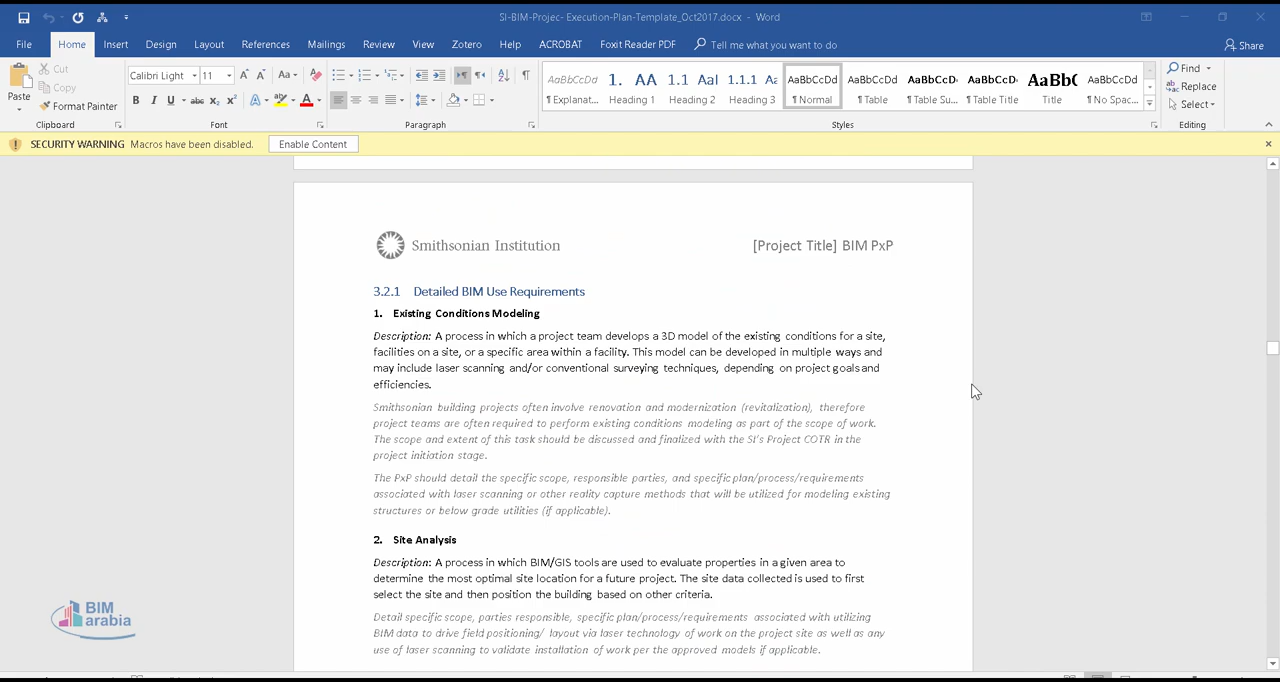 SI-BIM-Projec- Execution-Plan-Template_Oct2017.docx - Word
File Home Insert Design Layout References Mailings Review View Zotero Help ACROBAT Foxit Reader PDF Tell me what you want to do Share
Paste
Cut
Copy
Format Painter
Clipboard
Calibri Light 11
Font
Paragraph
AaBbCcDd 1. AA 1.1 AaI 1.1.1 Aa AaBbCcDd AaBbCcDd AaBbCcD AaBbCcD AaBb( AaBbCcDd
¶ Explanat... Heading 1 Heading 2 Heading 3 ¶ Normal ¶ Table ¶ Table Su... ¶ Table Title Title ¶ No Spac...
Styles
Find
Replace
Select
Editing
SECURITY WARNING Macros have been disabled. Enable Content
Smithsonian Institution [Project Title] BIM PxP
3.2.1 Detailed BIM Use Requirements
1. Existing Conditions Modeling
Description: A process in which a project team develops a 3D model of the existing conditions for a site,
facilities on a site, or a specific area within a facility. This model can be developed in multiple ways and
may include laser scanning and/or conventional surveying techniques, depending on project goals and
efficiencies.
Smithsonian building projects often involve renovation and modernization (revitalization), therefore
project teams are often required to perform existing conditions modeling as part of the scope of work.
The scope and extent of this task should be discussed and finalized with the SI's Project COTR in the
project initiation stage.
The PxP should detail the specific scope, responsible parties, and specific plan/process/requirements
associated with laser scanning or other reality capture methods that will be utilized for modeling existing
structures or below grade utilities (if applicable).
2. Site Analysis
Description: A process in which BIM/GIS tools are used to evaluate properties in a given area to
determine the most optimal site location for a future project. The site data collected is used to first
select the site and then position the building based on other criteria.
Detail specific scope, parties responsible, specific plan/process/requirements associated with utilizing
BIM data to drive field positioning/ layout via laser technology of work on the project site as well as any
use of laser scanning to validate installation of work per the approved models if applicable.
BIM
arabia